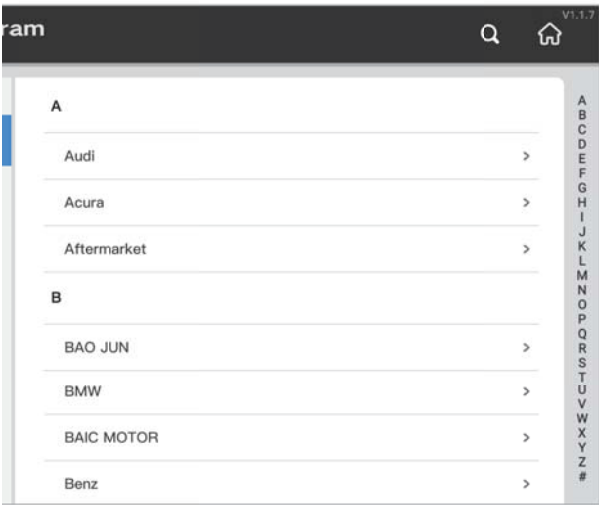 ram
V1.1.7
A
Audi
Acura
Aftermarket
B
BAO JUN
BMW
BAIC MOTOR
Benz
A
B
C
D
E
F
G
H
I
J
K
L
M
N
O
P
Q
R
S
T
U
V
W
X
Y
Z
#